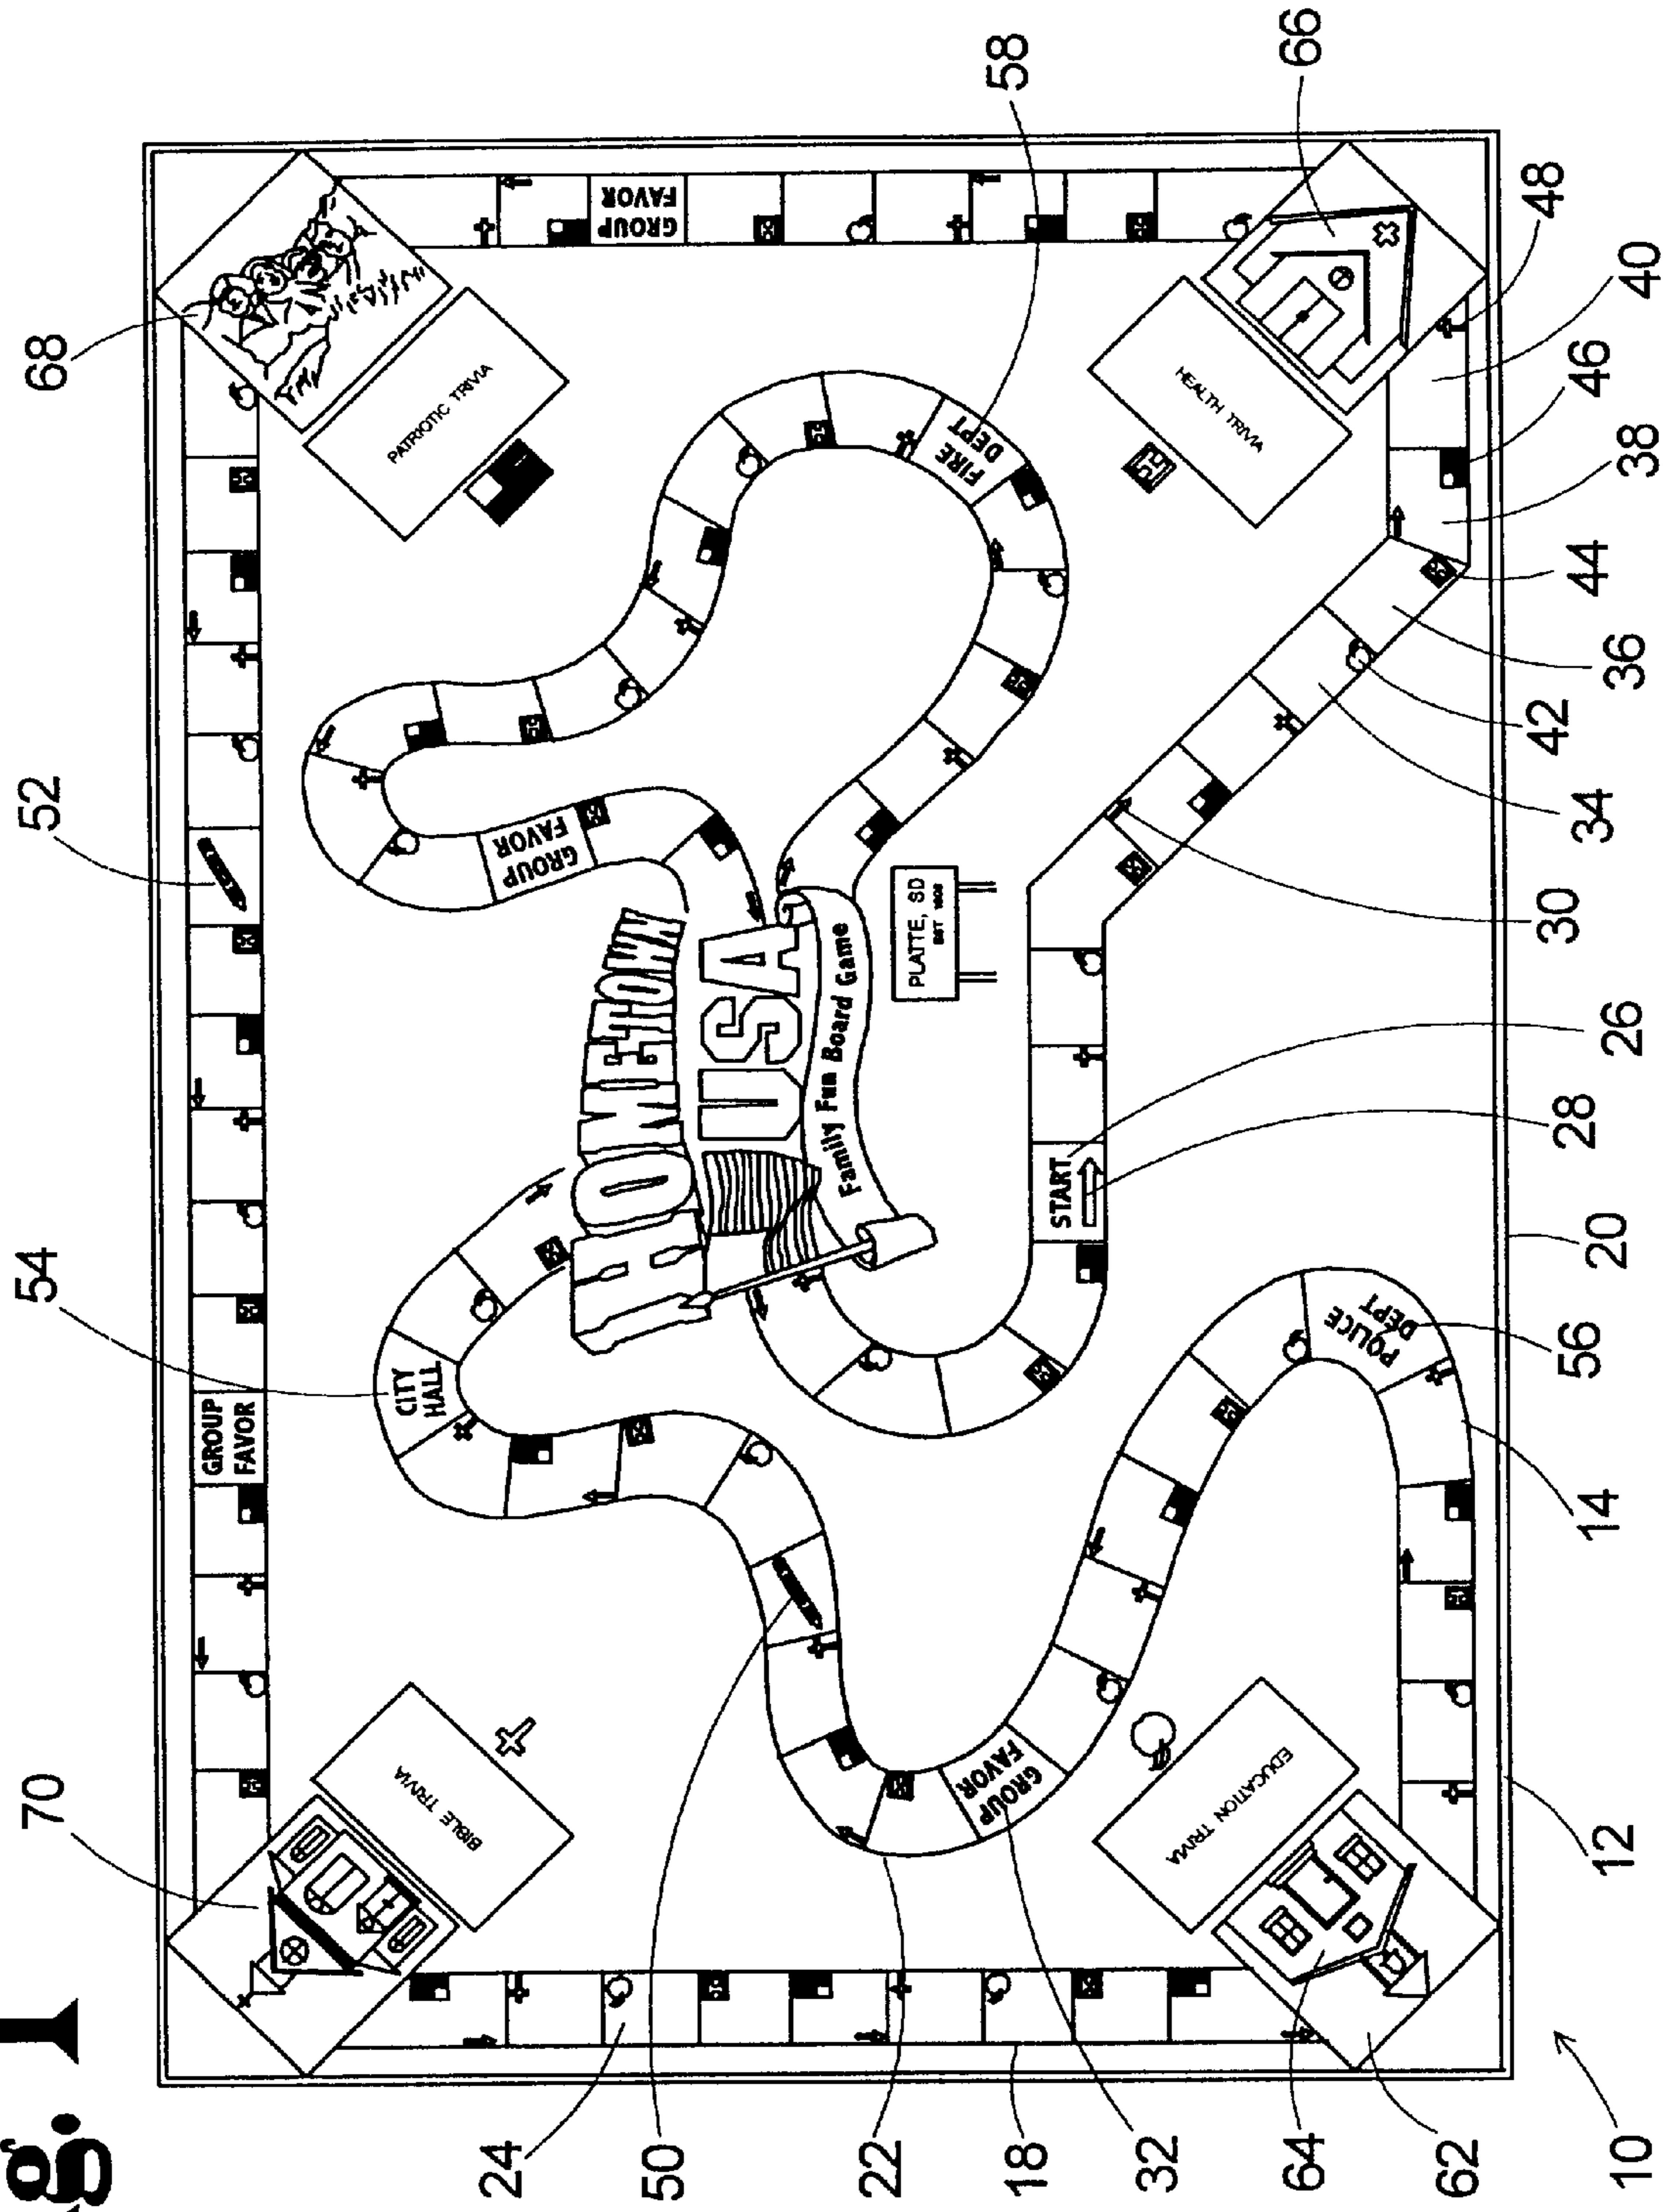 g. 1
70
54
52
68
GROUP
FAVOR
CITY
HALL
BIBLE TRIVIA
PATRIOTIC TRIVIA
GROUP
FAVOR
HOMETOWN
USA
Family Fun Board Game
PLATTE, SD
EST
GROUP
FAVOR
FIRE
DEPT
GROUP
FAVOR
START
EDUCATION TRIVIA
HEALTH TRIVIA
POLICE
DEPT
24
50
22
18
32
64
62
10
12
14
56
20
28
26
30
34
42
36
44
38
46
40
48
66
58